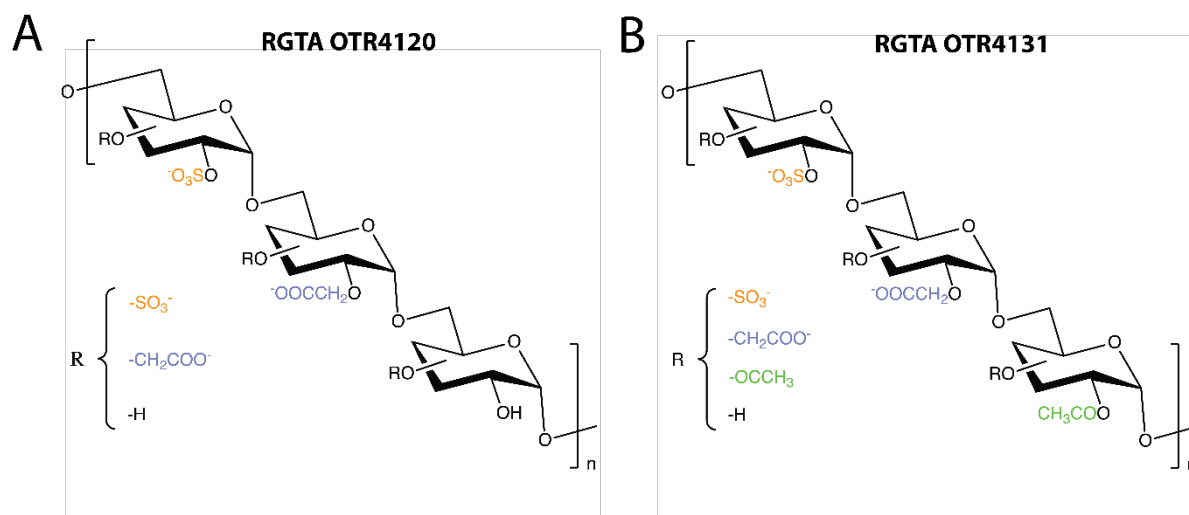 A
RGTA OTR4120
O
O
RO
⁻O₃SO
O
O
RO
⁻OOCCH₂O
O
O
RO
OH
O
n
R
-SO₃⁻
-CH₂COO⁻
-H
B
RGTA OTR4131
O
O
RO
⁻O₃SO
O
O
RO
⁻OOCCH₂O
O
O
RO
CH₃COO
O
n
R
-SO₃⁻
-CH₂COO⁻
-OCCH₃
-H